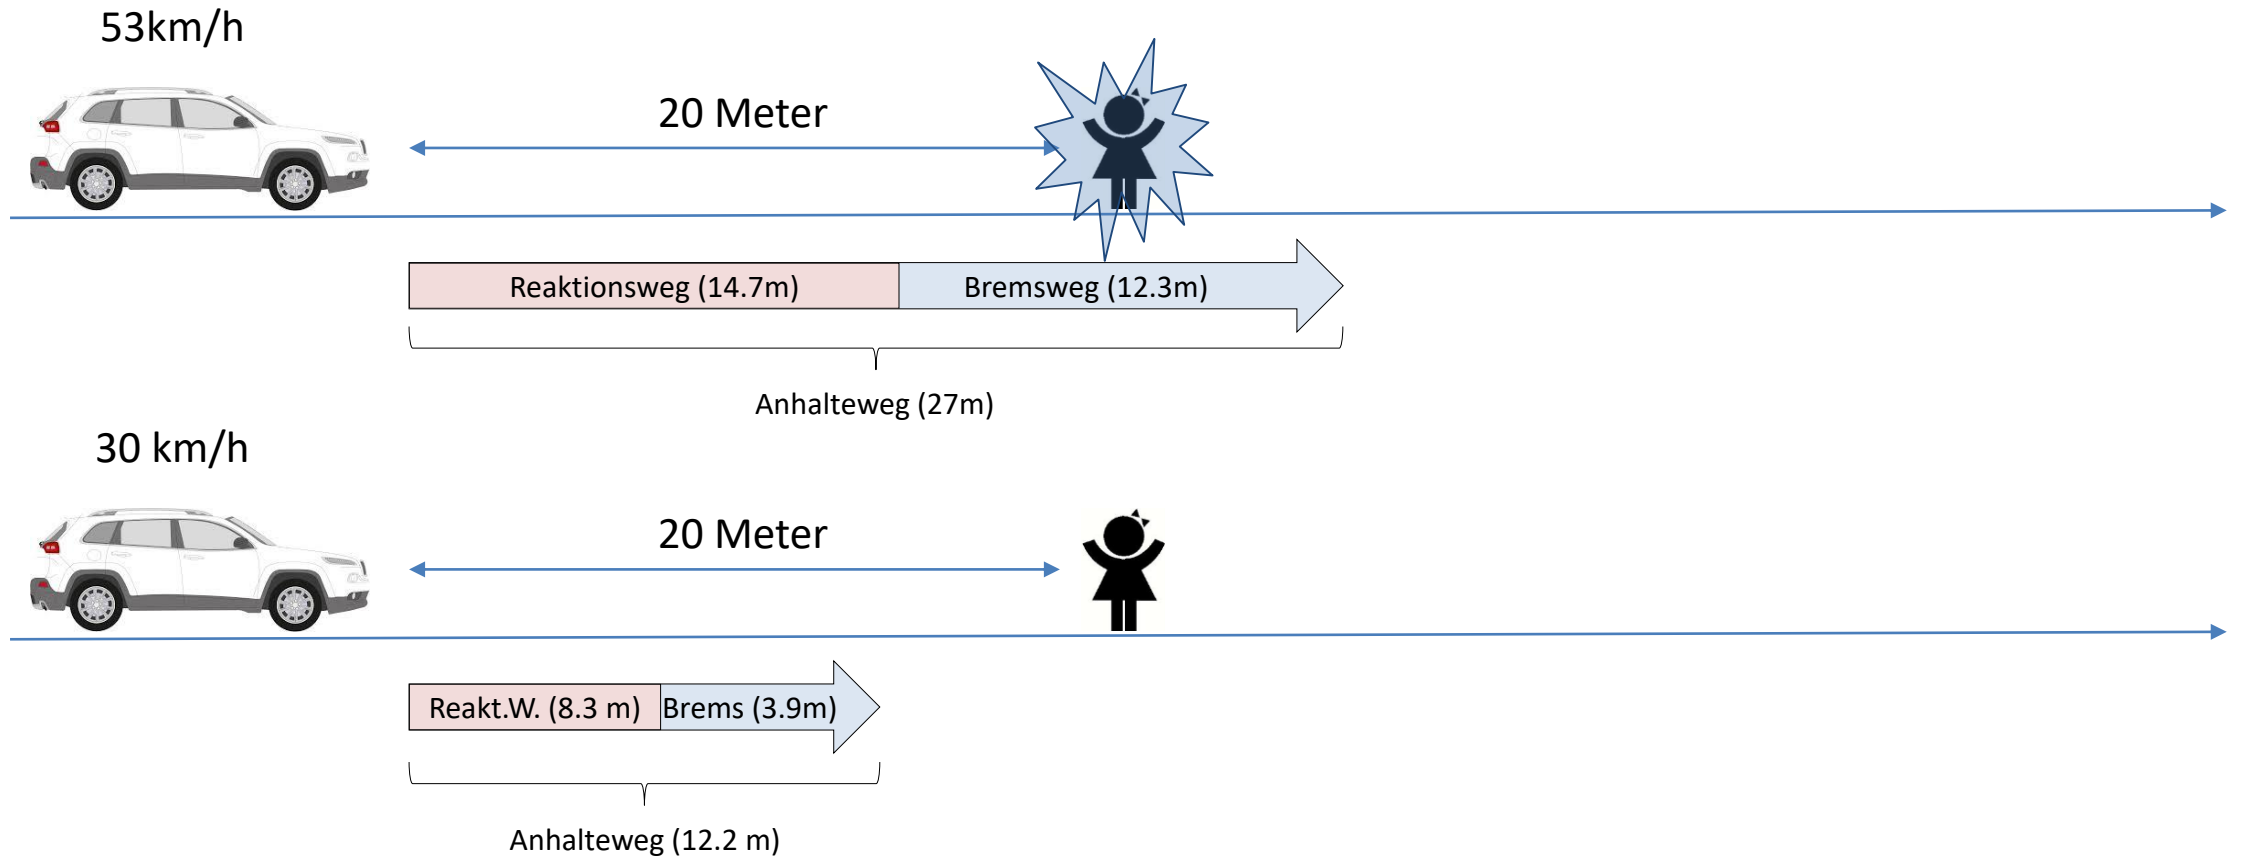 53km/h
20 Meter
Reaktionsweg (14.7m)
Bremsweg (12.3m)
Anhalteweg (27m)
30 km/h
20 Meter
Reakt.W. (8.3 m)
Brems (3.9m)
Anhalteweg (12.2 m)